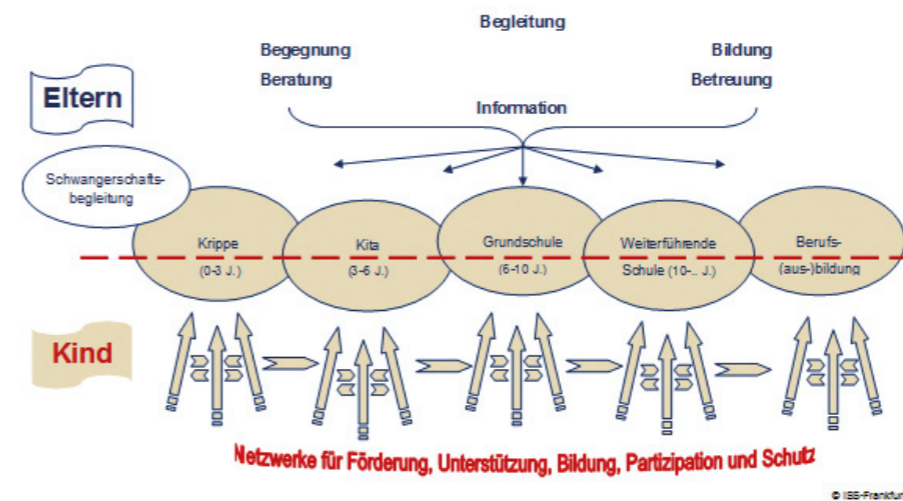 Begleitung
Begegnung
Bildung
Beratung
Betreuung
Eltern
Information
Schwangerschafts-
begleitung
Krippe
(0-3 J.)
Kita
(3-6 J.)
Grundschule
(6-10 J.)
Weiterführende
Schule (10-.. J.)
Berufs-
(aus-)bildung
Kind
Netzwerke für Förderung, Unterstützung, Bildung, Partizipation und Schutz